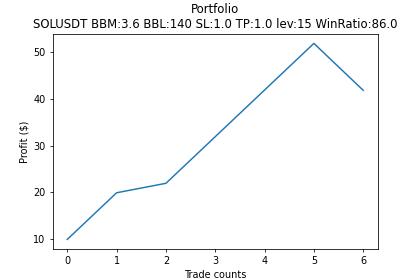 Portfolio
SOLUSDT BBM:3.6 BBL:140 SL:1.0 TP:1.0 lev:15 WinRatio:86.0
Profit ($)
50
40
30
20
10
0 1 2 3 4 5 6
Trade counts